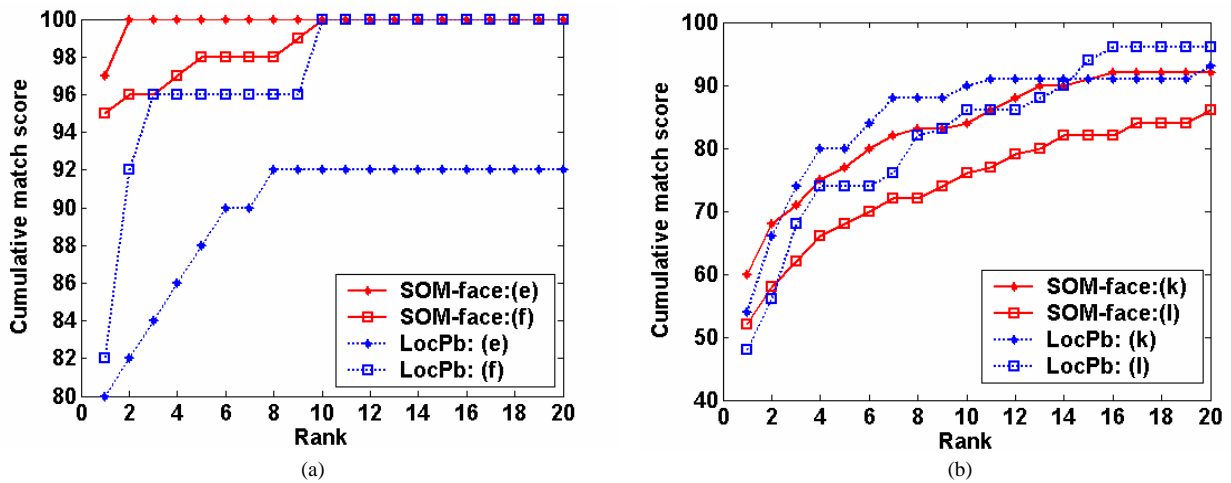 100
98
96
94
92
90
88
86
84
82
80
Cumulative match score
SOM-face:(e)
SOM-face:(f)
LocPb: (e)
LocPb: (f)
0 2 4 6 8 10 12 14 16 18 20
Rank
(a)
100
90
80
70
60
50
40
Cumulative match score
SOM-face:(k)
SOM-face:(l)
LocPb: (k)
LocPb: (l)
0 2 4 6 8 10 12 14 16 18 20
Rank
(b)